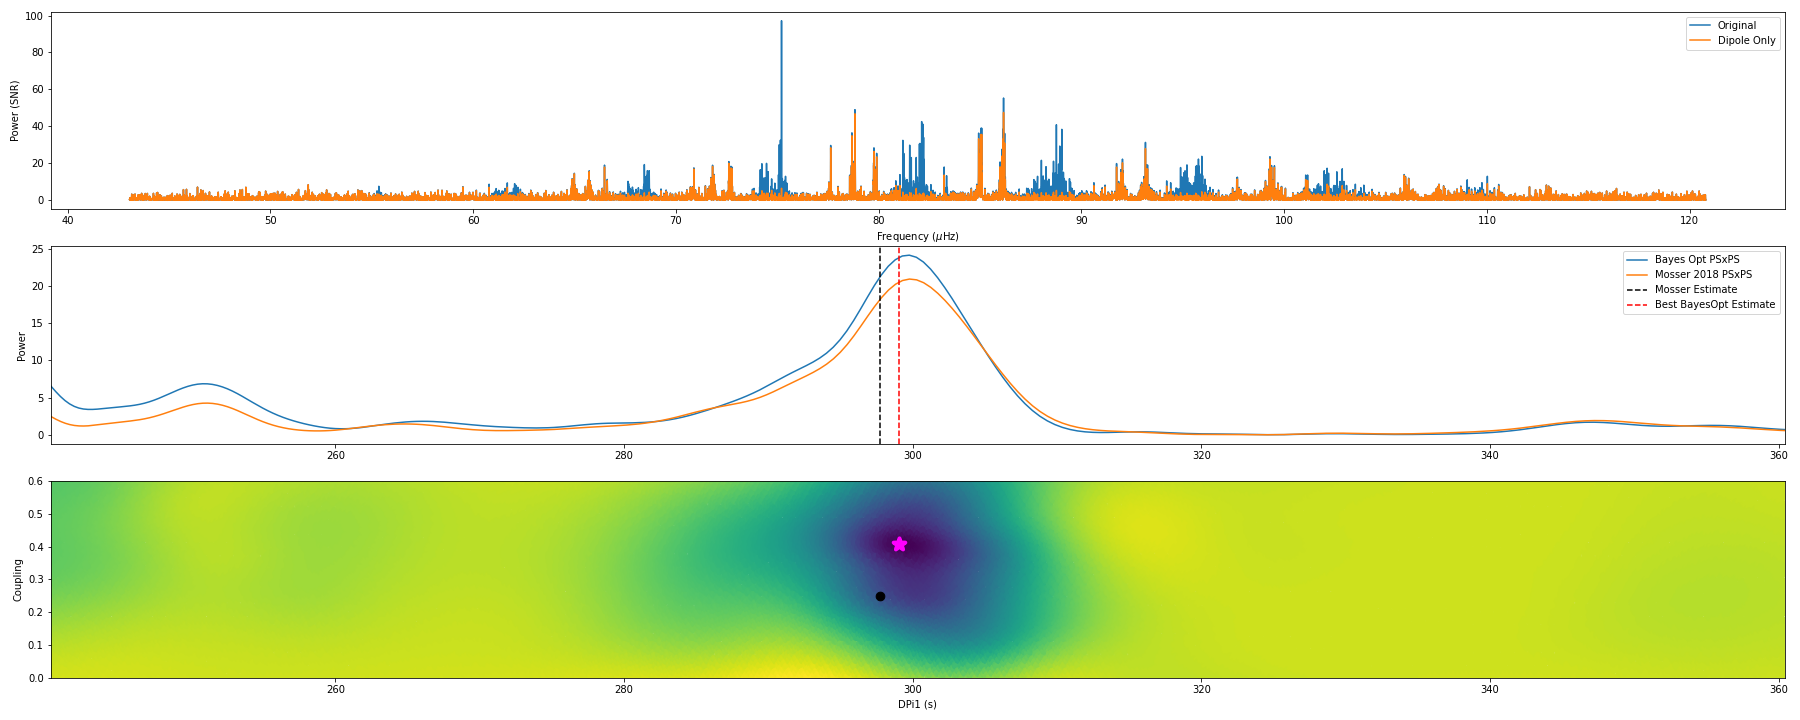 100
80
60
40
20
0
Power (SNR)
Original
Dipole Only
40 50 60 70 80 90 100 110 120
Frequency (μHz)
25
20
15
10
5
0
Power
Bayes Opt PSxPS
Mosser 2018 PSxPS
Mosser Estimate
Best BayesOpt Estimate
260 280 300 320 340 360
0.6
0.5
0.4
0.3
0.2
0.1
0.0
Coupling
260 280 300 320 340 360
DPi1 (s)